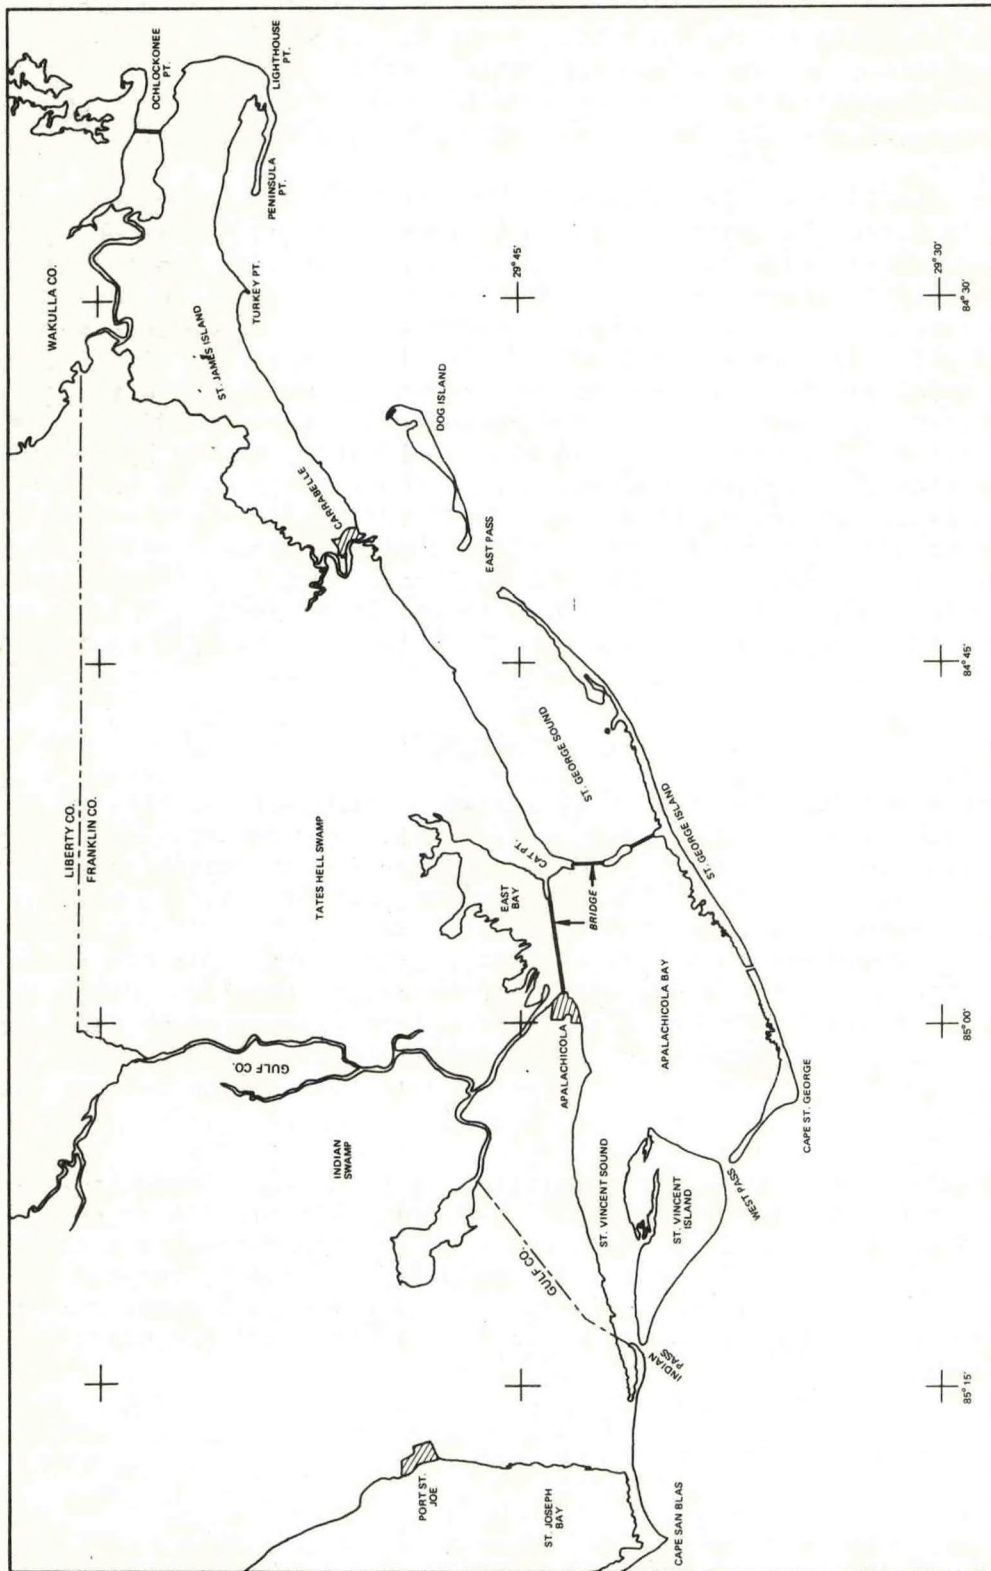 WAKULLA CO.
OCHLOCKONEE
PT.
LIGHTHOUSE
PT.
PENINSULA
PT.
TURKEY PT.
ST. JAMES ISLAND
CARRABELLE
DOG ISLAND
EAST PASS
LIBERTY CO.
FRANKLIN CO.
TATES HELL SWAMP
EAST
BAY
CAT PT.
ST. GEORGE SOUND
ST. GEORGE ISLAND
BRIDGE
GULF CO.
INDIAN
SWAMP
APALACHICOLA
APALACHICOLA BAY
ST. VINCENT SOUND
ST. VINCENT
ISLAND
WEST PASS
CAPE ST. GEORGE
GULF CO.
INDIAN
PASS
PORT ST.
JOE
ST. JOSEPH
BAY
CAPE SAN BLAS
29° 45'
29° 30'
84° 30'
84° 45'
85° 00'
85° 15'